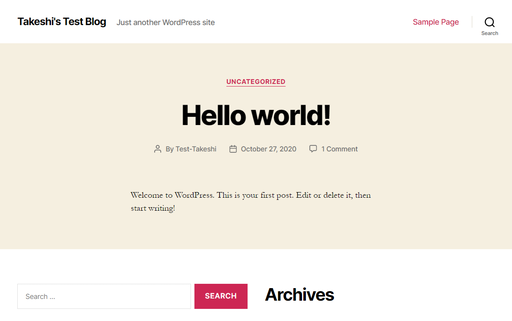 Takeshi's Test Blog
Just another WordPress site
Sample Page
Search
UNCATEGORIZED
Hello world!
By Test-Takeshi
October 27, 2020
1 Comment
Welcome to WordPress. This is your first post. Edit or delete it, then
start writing!
Search …
SEARCH
Archives